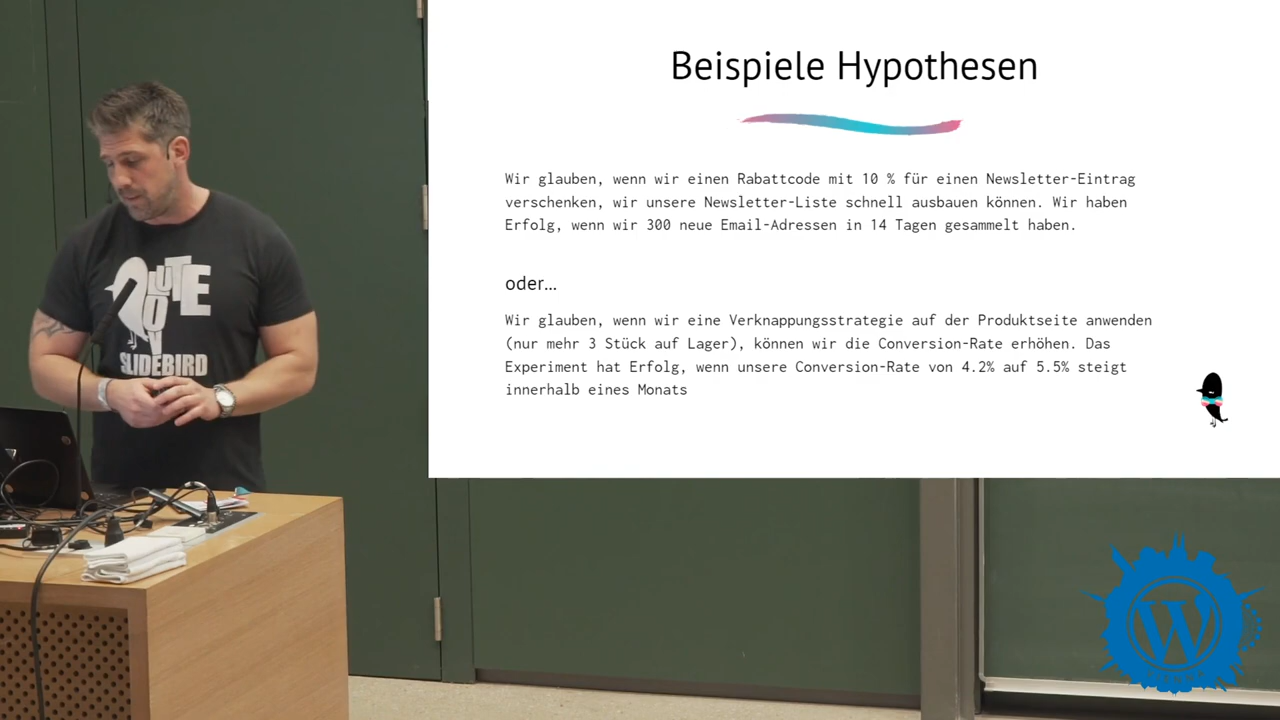 Beispiele Hypothesen
Wir glauben, wenn wir einen Rabattcode mit 10 % für einen Newsletter-Eintrag
verschenken, wir unsere Newsletter-Liste schnell ausbauen können. Wir haben
Erfolg, wenn wir 300 neue Email-Adressen in 14 Tagen gesammelt haben.
oder...
Wir glauben, wenn wir eine Verknappungsstrategie auf der Produktseite anwenden
(nur mehr 3 Stück auf Lager), können wir die Conversion-Rate erhöhen. Das
Experiment hat Erfolg, wenn unsere Conversion-Rate von 4.2% auf 5.5% steigt
innerhalb eines Monats
SLIDEBIRD
W